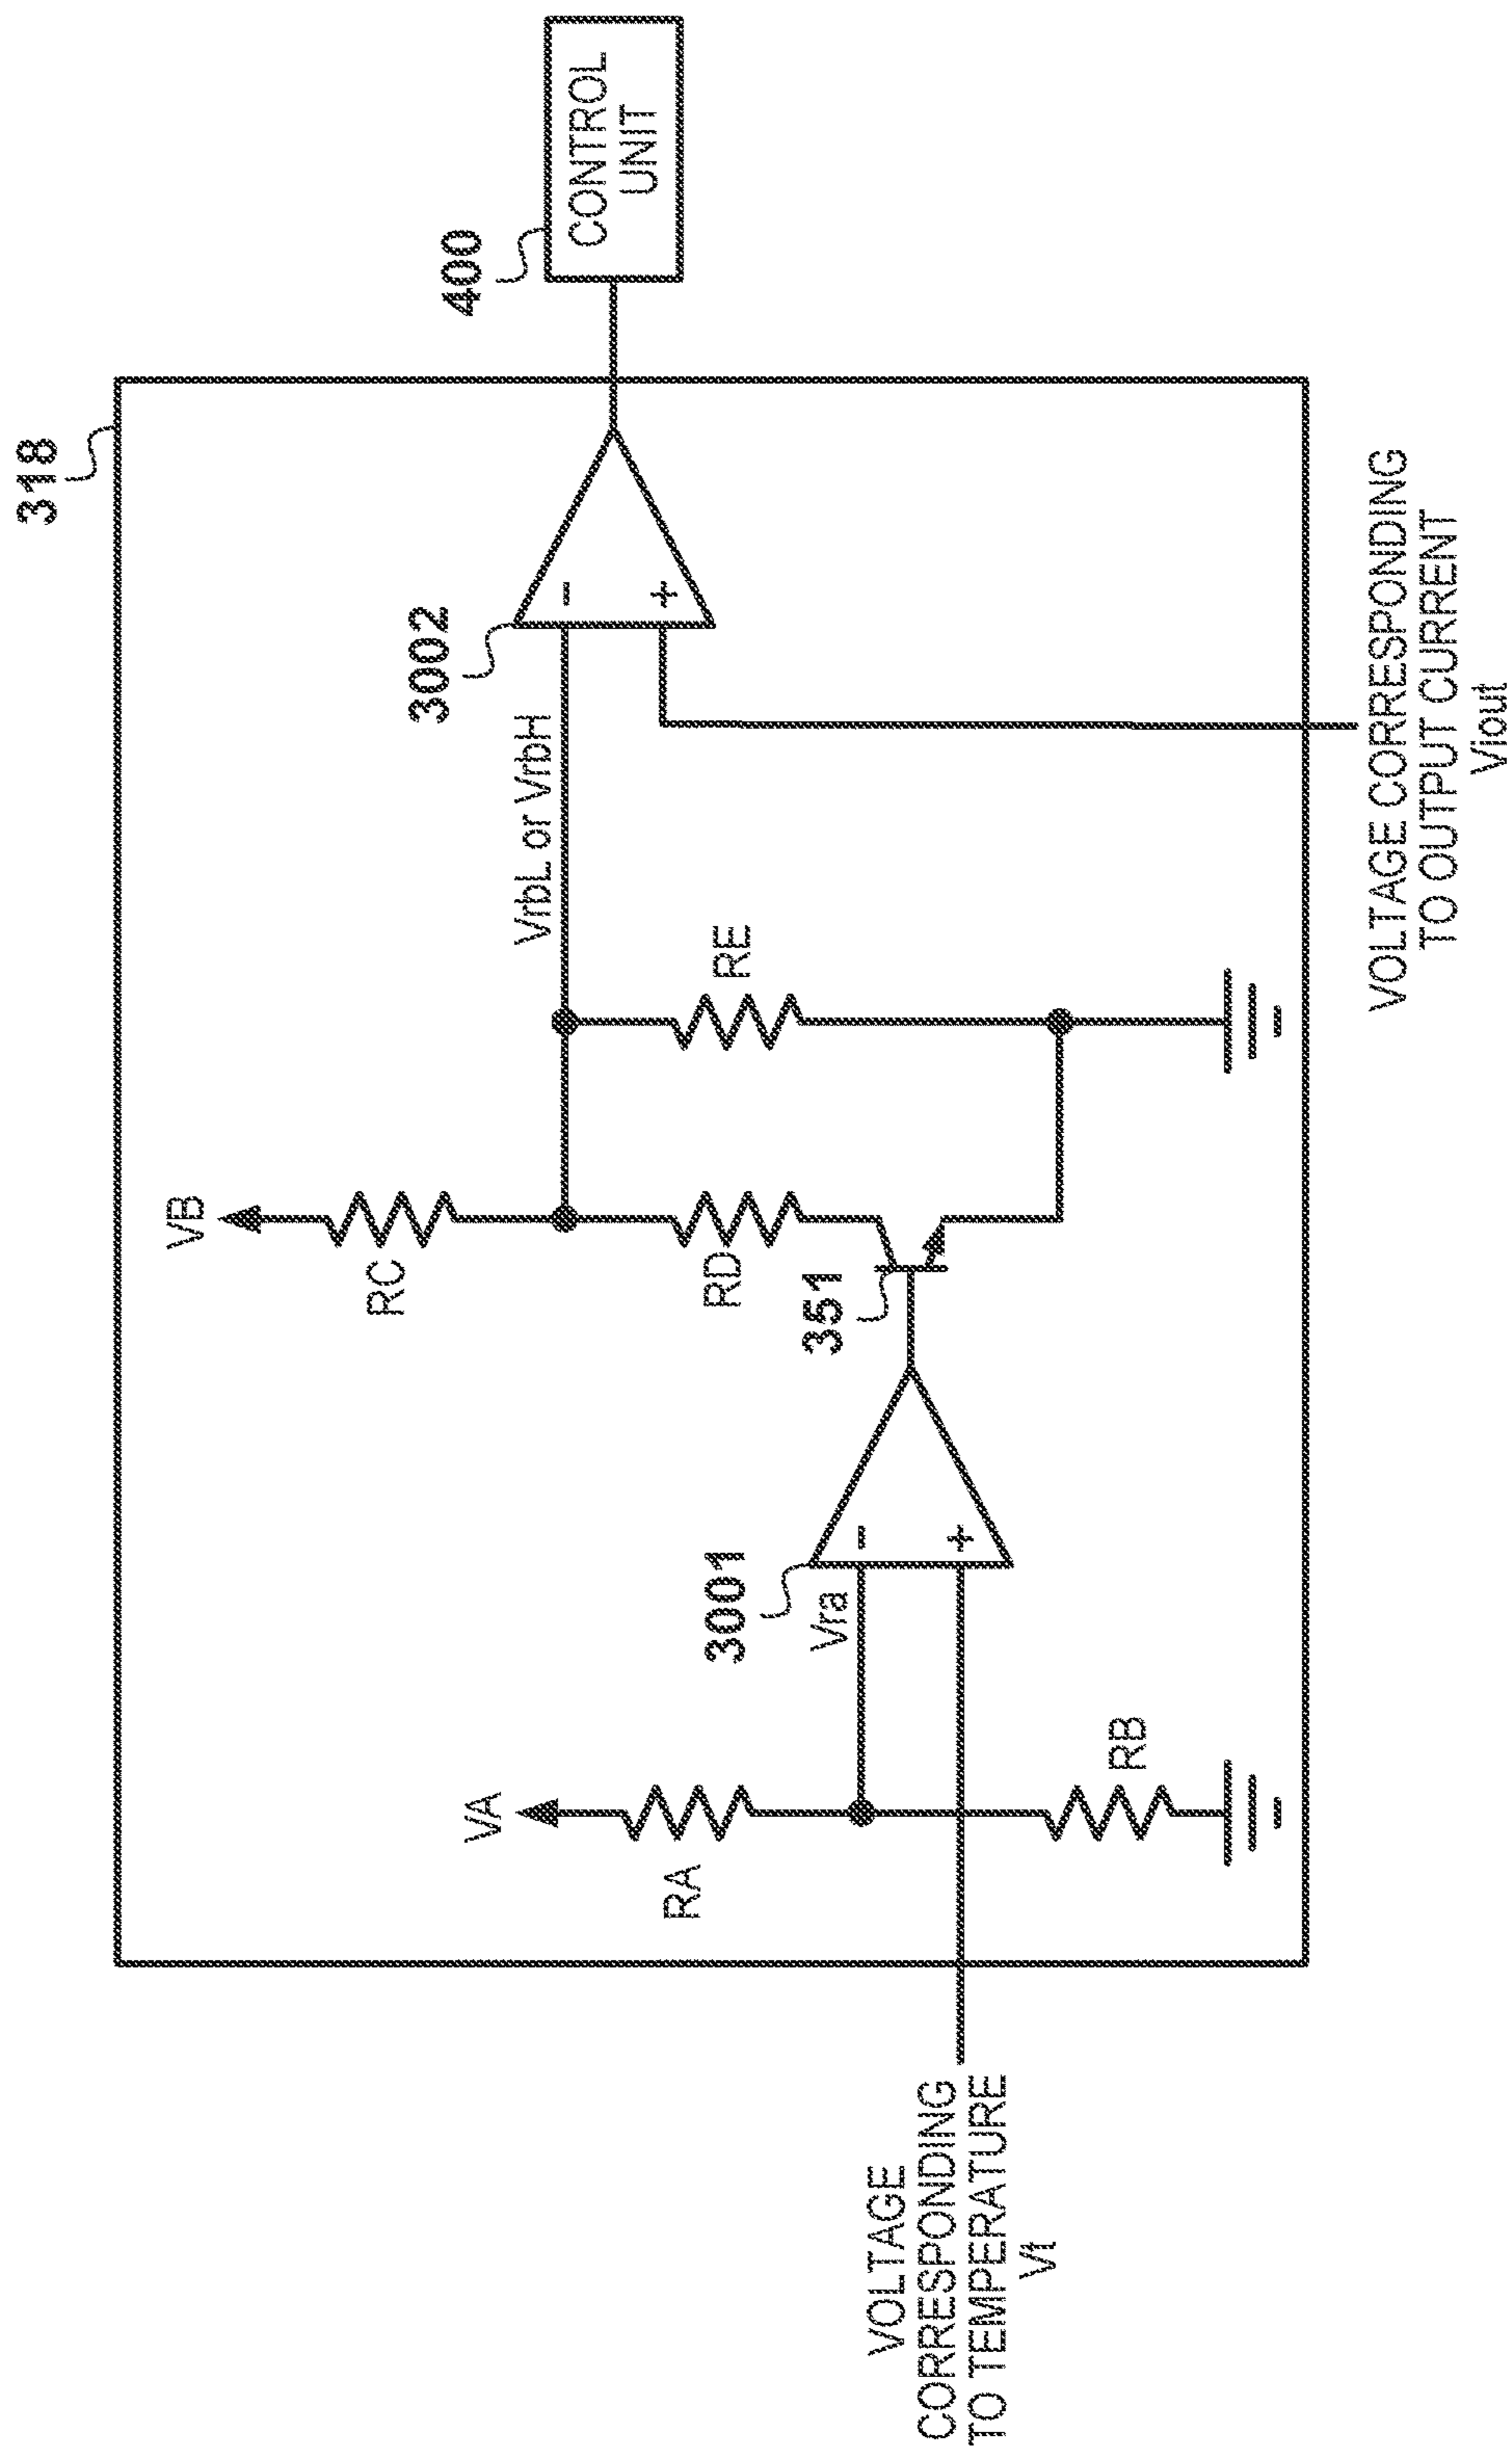 318
400
CONTROL
UNIT
3002
VrbL or VrbH
VB
RC
RD
RE
351
3001
Vra
VA
RA
RB
VOLTAGE
CORRESPONDING
TO TEMPERATURE
Vt
VOLTAGE CORRESPONDING
TO OUTPUT CURRENT
Viout
-
+
-
+